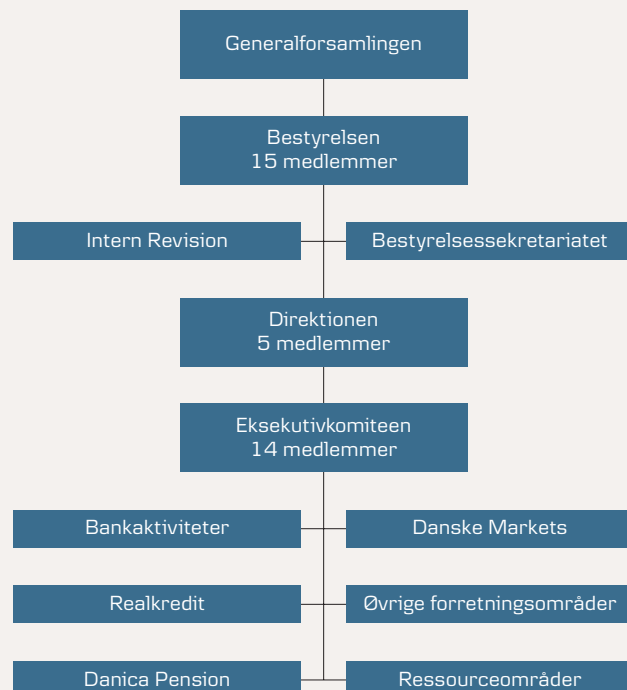 Generalforsamlingen
Bestyrelsen
15 medlemmer
Intern Revision
Bestyrelsessekretariatet
Direktionen
5 medlemmer
Eksekutivkomiteen
14 medlemmer
Bankaktiviteter
Danske Markets
Realkredit
Øvrige forretningsområder
Danica Pension
Ressourceområder